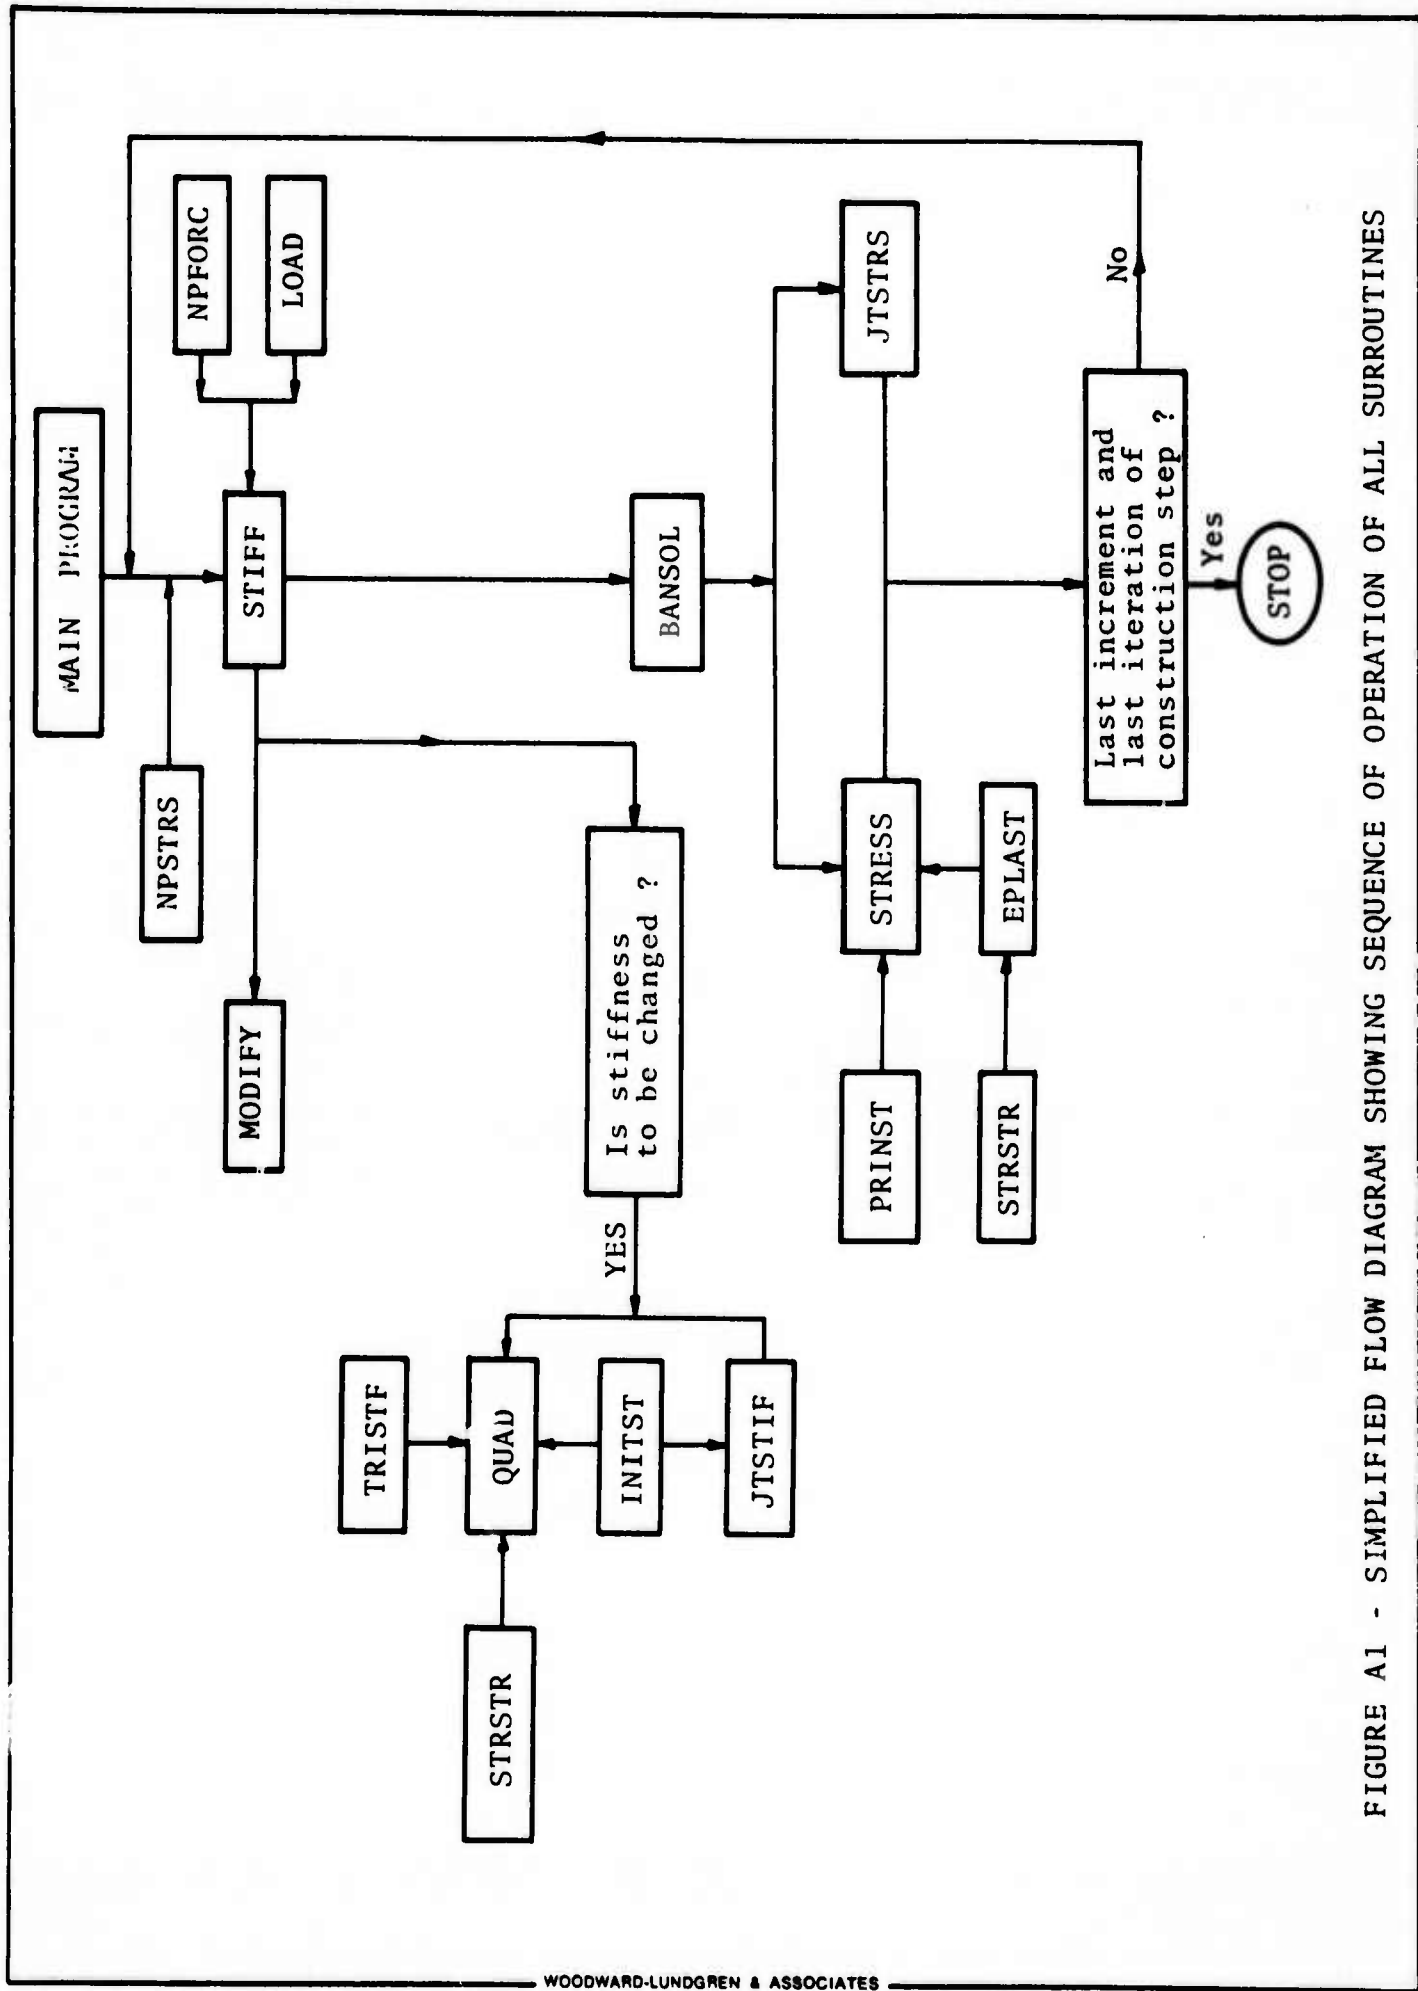 MAIN PROGRAM
NPSTRS
NPFORC
LOAD
STIFF
MODIFY
Is stiffness
to be changed ?
YES
TRISTF
QUAD
STRSTR
INITST
JTSTIF
BANSOL
STRESS
JTSTRS
PRINST
EPLAST
STRSTR
Last increment and
last iteration of
construction step ?
No
Yes
STOP
FIGURE A1 - SIMPLIFIED FLOW DIAGRAM SHOWING SEQUENCE OF OPERATION OF ALL SURROUTINES
WOODWARD-LUNDGREN & ASSOCIATES